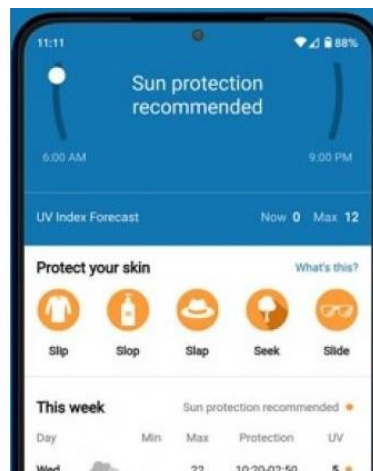 11:11
88%
Sun protection
recommended
6:00 AM
9:00 PM
UV Index Forecast Now 0 Max 12
Protect your skin What's this?
Slip Slop Slap Seek Slide
This week Sun protection recommended
Day Min Max Protection UV
Wed 22 10:20-02:50 5